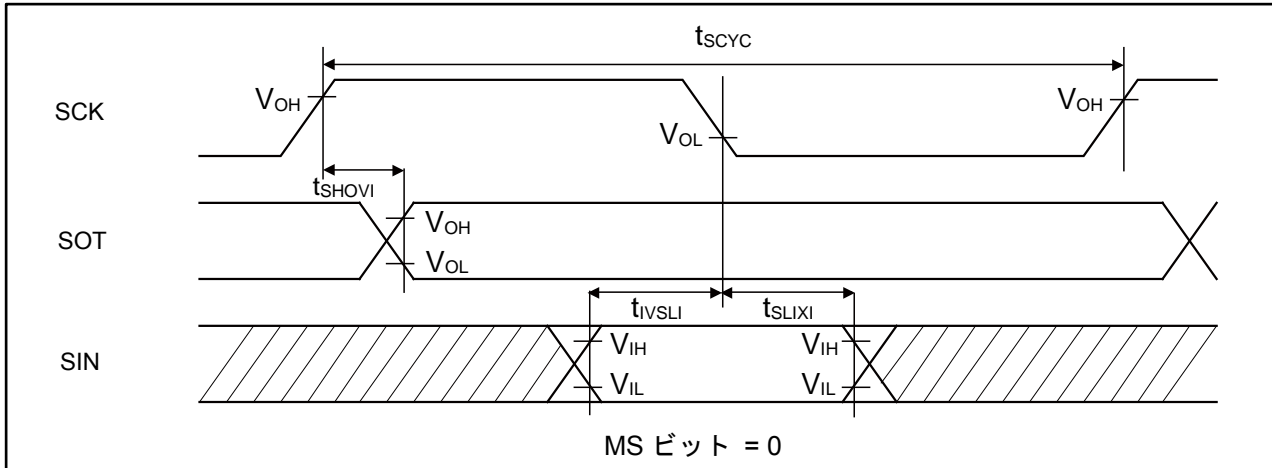 tSCYC
SCK
VOH
VOL
VOH
tSHOVI
SOT
VOH
VOL
tIVSLI
tSLIXI
SIN
VIH
VIL
VIH
VIL
MS ビット = 0